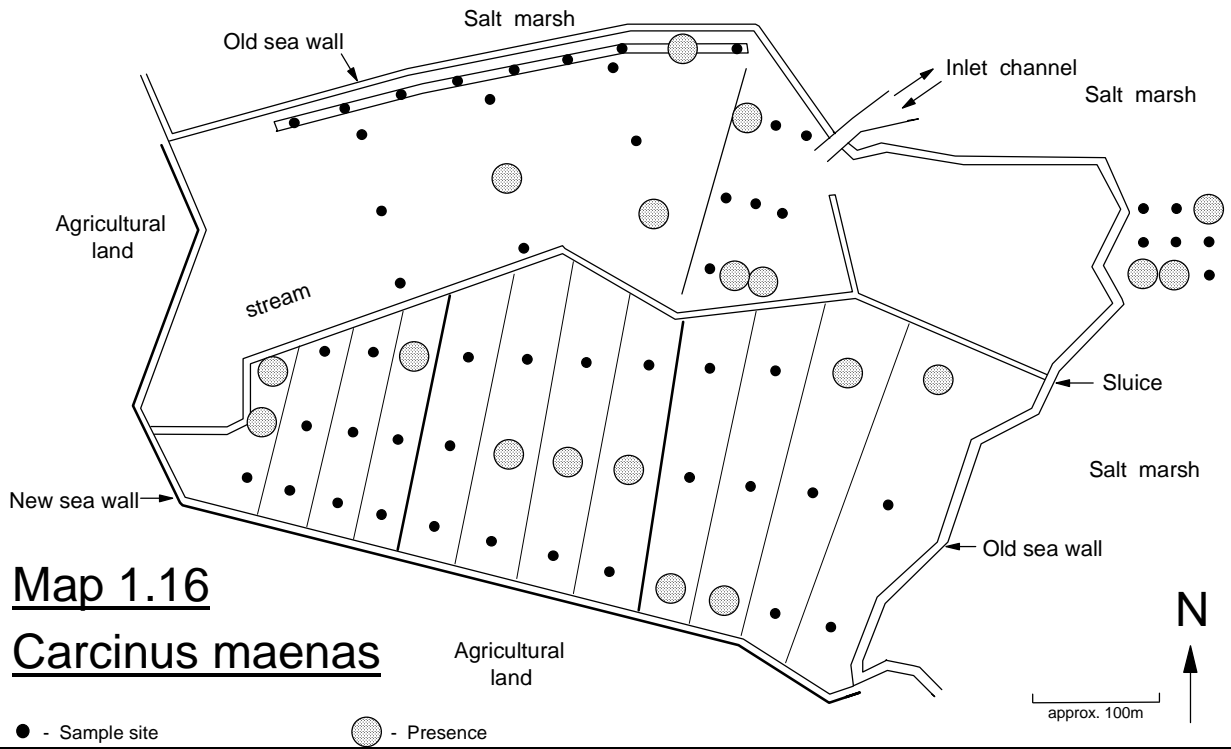 Salt marsh
Old sea wall
Inlet channel
Salt marsh
Agricultural
land
stream
Sluice
Salt marsh
New sea wall
Old sea wall
Map 1.16
Carcinus maenas
Agricultural
land
N
approx. 100m
- Sample site
- Presence